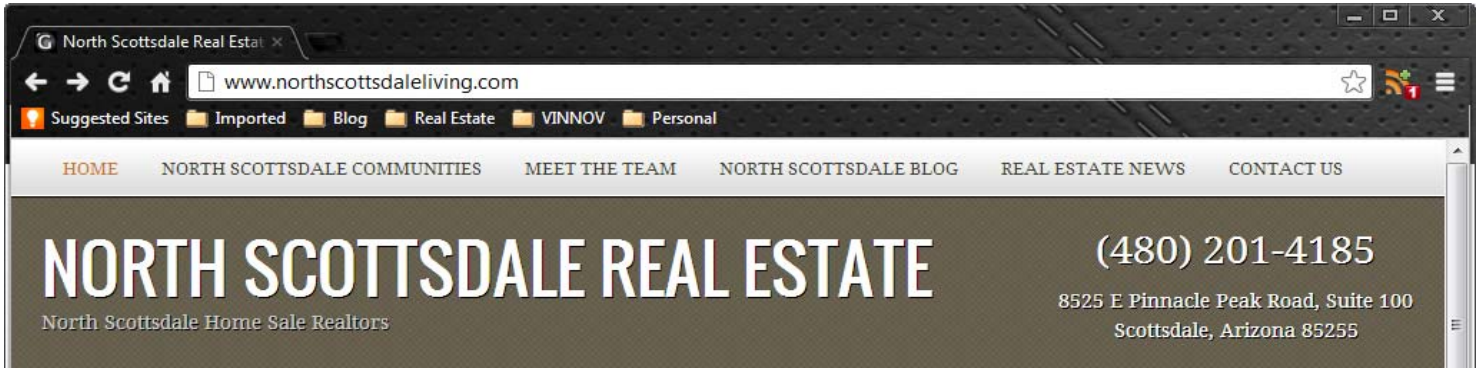 North Scottsdale Real Estat
www.northscottsdaleliving.com
1
Suggested Sites Imported Blog Real Estate VINNOV Personal
HOME NORTH SCOTTSDALE COMMUNITIES MEET THE TEAM NORTH SCOTTSDALE BLOG REAL ESTATE NEWS CONTACT US
NORTH SCOTTSDALE REAL ESTATE
North Scottsdale Home Sale Realtors
(480) 201-4185
8525 E Pinnacle Peak Road, Suite 100
Scottsdale, Arizona 85255